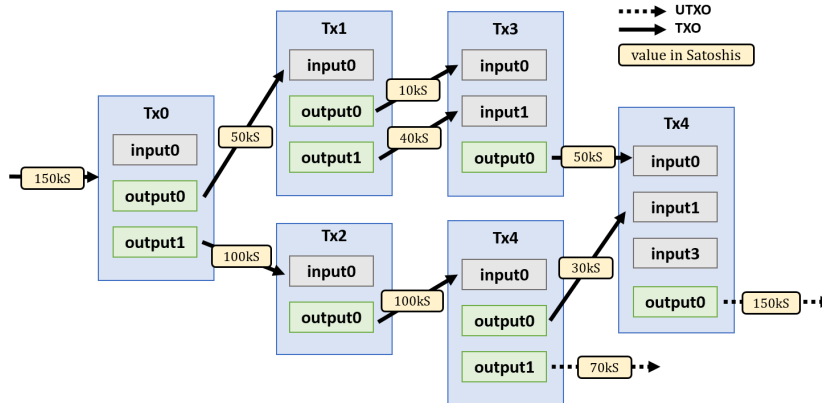 UTXO
TXO
value in Satoshis
150kS
Tx0
input0
output0
output1
50kS
100kS
Tx1
input0
output0
output1
10kS
40kS
Tx2
input0
output0
100kS
Tx3
input0
input1
output0
50kS
Tx4
input0
output0
output1
30kS
70kS
Tx4
input0
input1
input3
output0
150kS